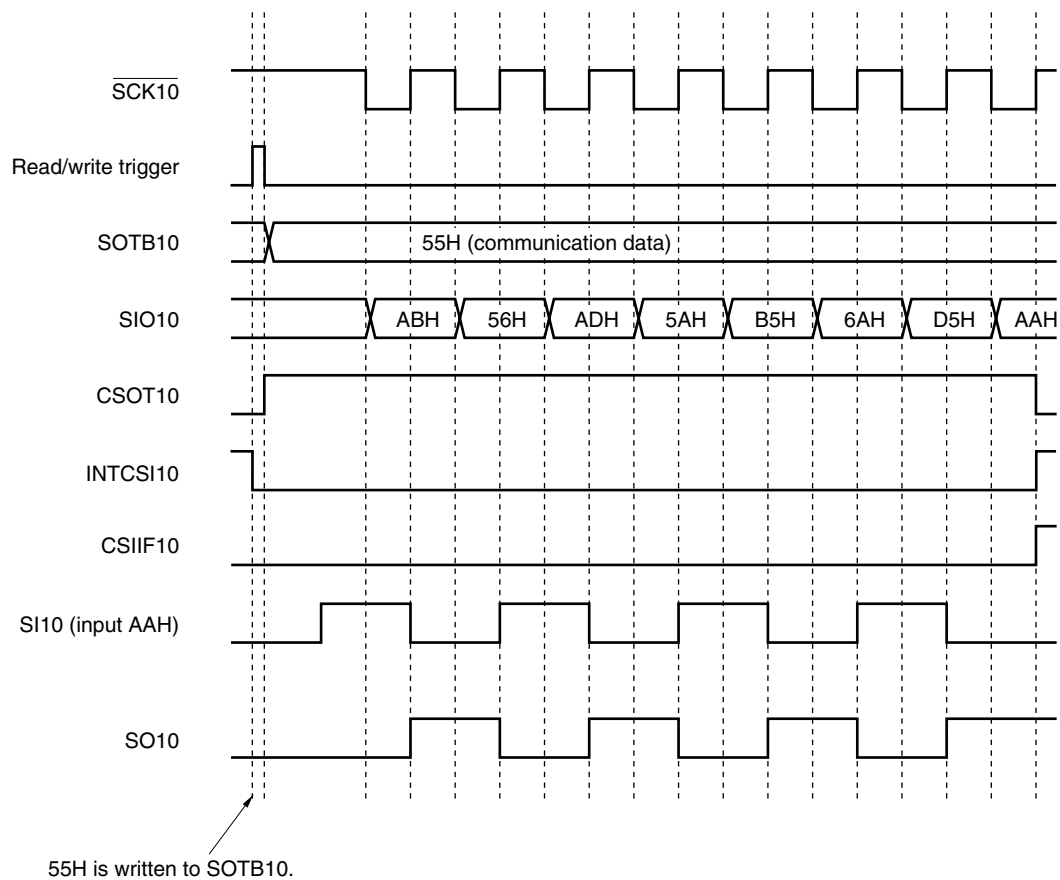 SCK10
Read/write trigger
SOTB10
55H (communication data)
SIO10
ABH 56H ADH 5AH B5H 6AH D5H AAH
CSOT10
INTCSI10
CSIIF10
SI10 (input AAH)
SO10
55H is written to SOTB10.